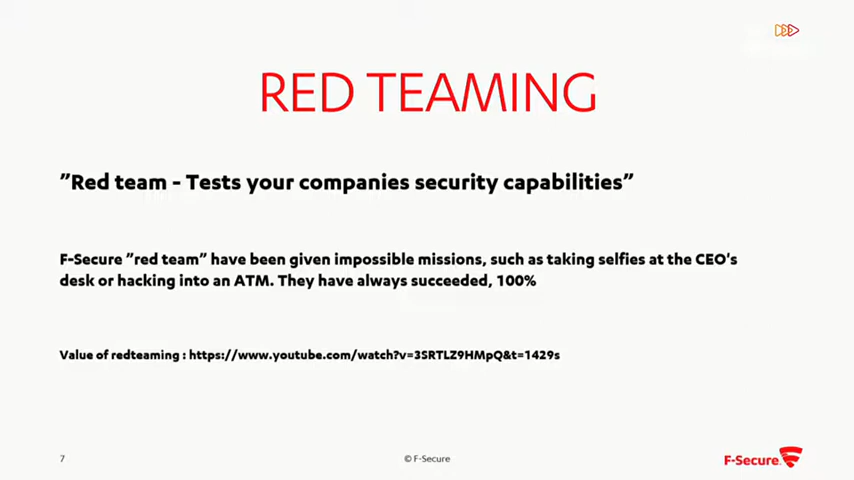 RED TEAMING
”Red team - Tests your companies security capabilities”
F-Secure ”red team” have been given impossible missions, such as taking selfies at the CEO's
desk or hacking into an ATM. They have always succeeded, 100%
Value of redteaming : https://www.youtube.com/watch?v=3SRTLZ9HMpQ&t=1429s
7
© F-Secure
F-Secure